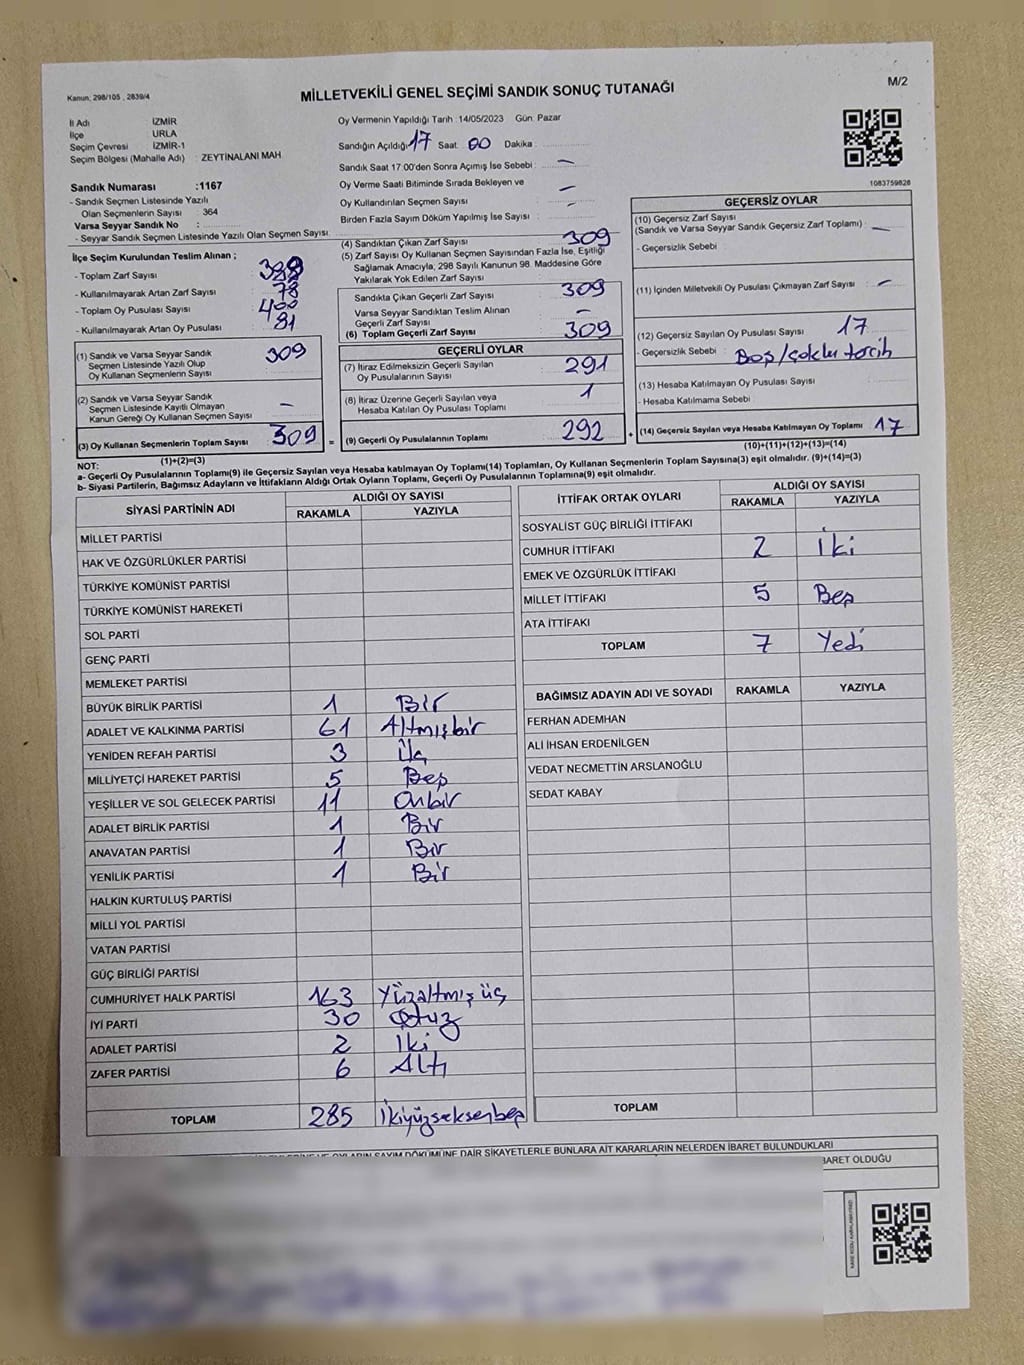 Kanun; 298/105 , 2839/4
MİLLETVEKİLİ GENEL SEÇİMİ SANDIK SONUÇ TUTANAĞI
M/2
İl Adı İZMİR
İlçe URLA
Seçim Çevresi İZMİR-1
Seçim Bölgesi (Mahalle Adı) : ZEYTİNALANI MAH
Sandık Numarası :1167
- Sandık Seçmen Listesinde Yazılı
Olan Seçmenlerin Sayısı : 364
Varsa Seyyar Sandık No :
- Seyyar Sandık Seçmen Listesinde Yazılı Olan Seçmen Sayısı.
Oy Vermenin Yapıldığı Tarih :14/05/2023 Gün: Pazar
Sandığın Açıldığı 17 Saat 00 Dakika :
Sandık Saat 17.00'den Sonra Açımış İse Sebebi : —
Oy Verme Saati Bitiminde Sırada Bekleyen ve
Oy Kullandırılan Seçmen Sayısı —
Birden Fazla Sayım Döküm Yapılmış İse Sayısı : —
1083759826
İlçe Seçim Kurulundan Teslim Alınan ;
- Toplam Zarf Sayısı
- Kullanılmayarak Artan Zarf Sayısı 78
- Toplam Oy Pusulası Sayısı 400
- Kullanılmayarak Artan Oy Pusulası 91
(1) Sandık ve Varsa Seyyar Sandık
Seçmen Listesinde Yazılı Olup
Oy Kullanan Seçmenlerin Sayısı 309
(2) Sandık ve Varsa Seyyar Sandık
Seçmen Listesinde Kayıtlı Olmayan
Kanun Gereği Oy Kullanan Seçmen Sayısı —
(3) Oy Kullanan Seçmenlerin Toplam Sayısı 309 =
(1)+(2)=(3)
(4) Sandıktan Çıkan Zarf Sayısı 309
(5) Zarf Sayısı Oy Kullanan Seçmen Sayısından Fazla İse, Eşitliği
Sağlamak Amacıyla, 298 Sayılı Kanunun 98. Maddesine Göre
Yakılarak Yok Edilen Zarf Sayısı
Sandıkta Çıkan Geçerli Zarf Sayısı 309
Varsa Seyyar Sandıktan Teslim Alınan
Geçerli Zarf Sayısı —
(6) Toplam Geçerli Zarf Sayısı 309
GEÇERLİ OYLAR
(7) İtiraz Edilmeksizin Geçerli Sayılan
Oy Pusulalarının Sayısı 291
(8) İtiraz Üzerine Geçerli Sayılan veya
Hesaba Katılan Oy Pusulası Toplamı 1
(9) Geçerli Oy Pusulalarının Toplamı 292 +
GEÇERSİZ OYLAR
(10) Geçersiz Zarf Sayısı
(Sandık ve Varsa Seyyar Sandık Geçersiz Zarf Toplamı) : —
- Geçersizlik Sebebi :
(11) İçinden Milletvekili Oy Pusulası Çıkmayan Zarf Sayısı : —
(12) Geçersiz Sayılan Oy Pusulası Sayısı : 17
- Geçersizlik Sebebi : Boş/çoklu tercih
(13) Hesaba Katılmayan Oy Pusulası Sayısı :
- Hesaba Katılmama Sebebi
(14) Geçersiz Sayılan veya Hesaba Katılmayan Oy Toplamı 17
(10)+(11)+(12)+(13)=(14)
NOT:
a- Geçerli Oy Pusulalarının Toplamı(9) ile Geçersiz Sayılan veya Hesaba katılmayan Oy Toplamı(14) Toplamları, Oy Kullanan Seçmenlerin Toplam Sayısına(3) eşit olmalıdır. (9)+(14)=(3)
b- Siyasi Partilerin, Bağımsız Adayların ve İttifakların Aldığı Ortak Oyların Toplamı, Geçerli Oy Pusulalarının Toplamına(9) eşit olmalıdır.
SİYASİ PARTİNİN ADI ALDIĞI OY SAYISI
RAKAMLA YAZIYLA
MİLLET PARTİSİ
HAK VE ÖZGÜRLÜKLER PARTİSİ
TÜRKİYE KOMÜNİST PARTİSİ
TÜRKİYE KOMÜNİST HAREKETİ
SOL PARTİ
GENÇ PARTİ
MEMLEKET PARTİSİ
BÜYÜK BİRLİK PARTİSİ 1 Bir
ADALET VE KALKINMA PARTİSİ 61 Altmışbir
YENİDEN REFAH PARTİSİ 3 Üç
MİLLİYETÇİ HAREKET PARTİSİ 5 Beş
YEŞİLLER VE SOL GELECEK PARTİSİ 11 Onbir
ADALET BİRLİK PARTİSİ 1 Bir
ANAVATAN PARTİSİ 1 Bir
YENİLİK PARTİSİ 1 Bir
HALKIN KURTULUŞ PARTİSİ
MİLLİ YOL PARTİSİ
VATAN PARTİSİ
GÜÇ BİRLİĞİ PARTİSİ
CUMHURİYET HALK PARTİSİ 163 Yüzaltmış üç
İYİ PARTİ 30 Otuz
ADALET PARTİSİ 2 İki
ZAFER PARTİSİ 6 Altı
TOPLAM 285 İkiyüzseksenbeş
İTTİFAK ORTAK OYLARI ALDIĞI OY SAYISI
RAKAMLA YAZIYLA
SOSYALİST GÜÇ BİRLİĞİ İTTİFAKI
CUMHUR İTTİFAKI 2 İki
EMEK VE ÖZGÜRLÜK İTTİFAKI
MİLLET İTTİFAKI 5 Beş
ATA İTTİFAKI
TOPLAM 7 Yedi
BAĞIMSIZ ADAYIN ADI VE SOYADI RAKAMLA YAZIYLA
FERHAN ADEMHAN
ALİ İHSAN ERDENİLGEN
VEDAT NECMETTİN ARSLANOĞLU
SEDAT KABAY
TOPLAM
OYLARIN SAYIM DÖKÜMÜNE DAİR ŞİKAYETLERLE BUNLARA AİT KARARLARIN NELERDEN İBARET BULUNDUKLARI
BARET OLDUĞU